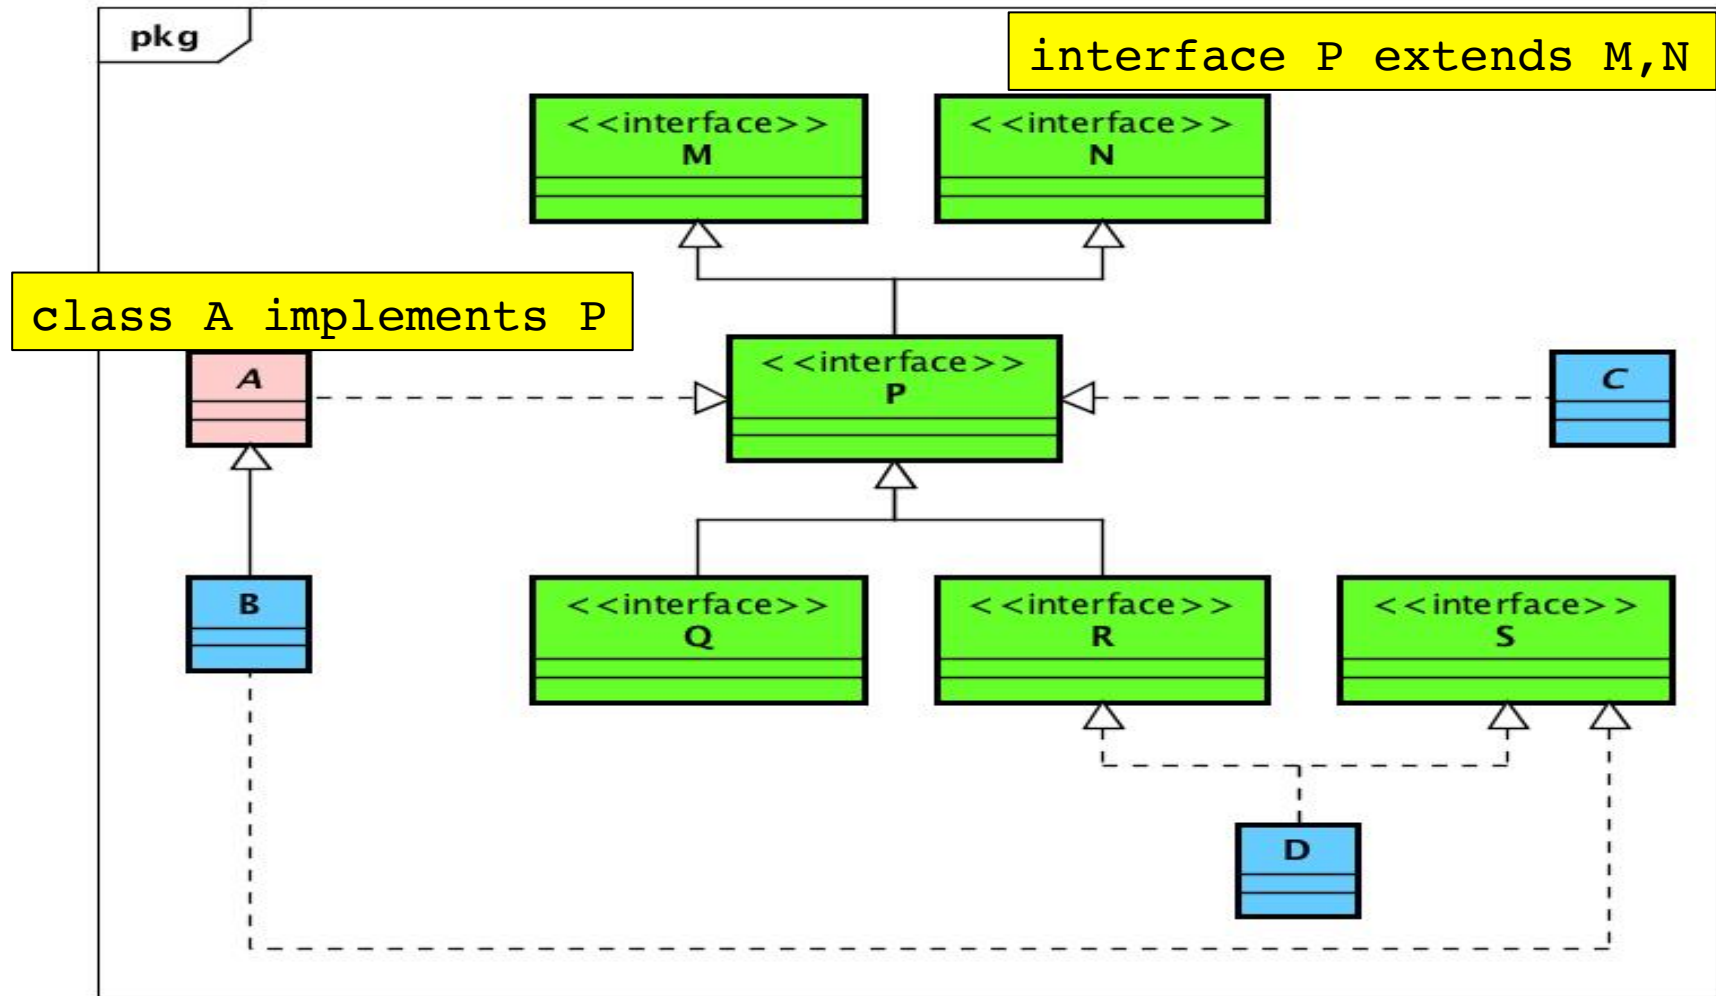 pkg
interface P extends M,N
<<interface>>
M
<<interface>>
N
class A implements P
A
<<interface>>
P
C
B
<<interface>>
Q
<<interface>>
R
<<interface>>
S
D